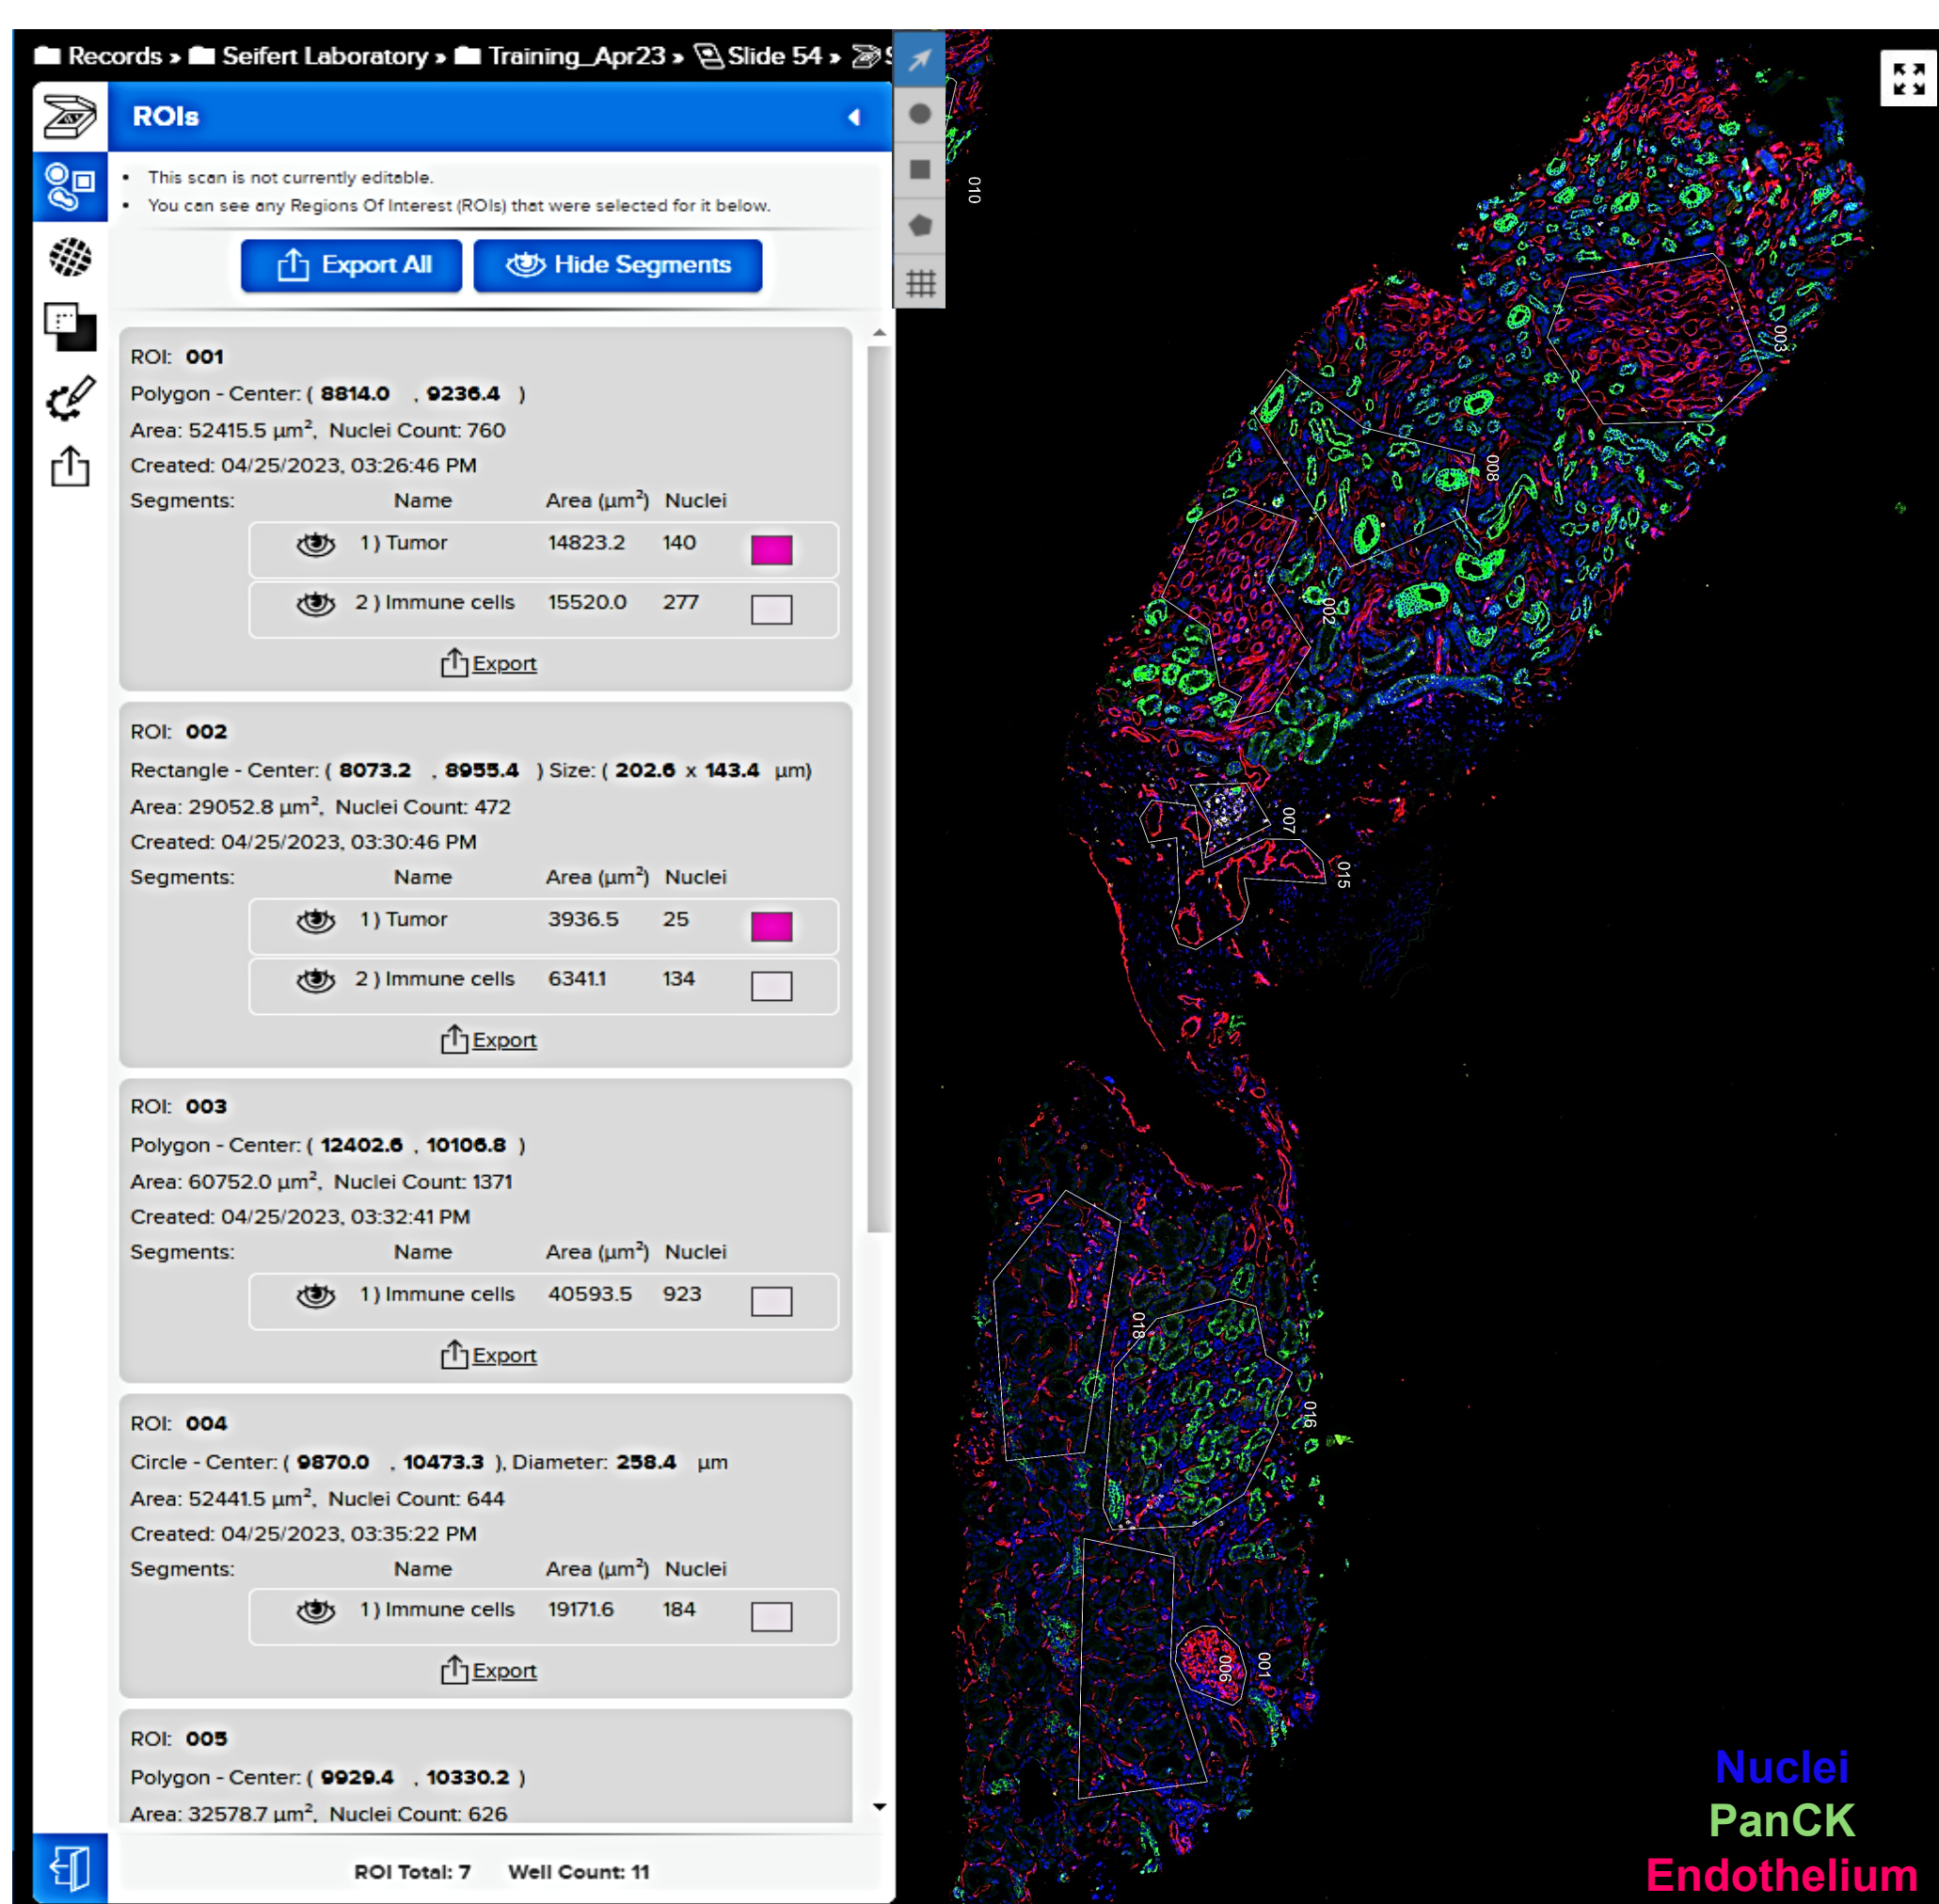 Records » Seifert Laboratory » Training_Apr23 » Slide 54 »
ROIs
• This scan is not currently editable.
• You can see any Regions Of Interest (ROIs) that were selected for it below.
Export All Hide Segments
ROI: 001
Polygon - Center: ( 8814.0 , 9236.4 )
Area: 52415.5 µm², Nuclei Count: 760
Created: 04/25/2023, 03:26:46 PM
Segments: Name Area (µm²) Nuclei
1 ) Tumor 14823.2 140
2 ) Immune cells 15520.0 277
Export
ROI: 002
Rectangle - Center: ( 8073.2 , 8955.4 ) Size: ( 202.6 x 143.4 µm)
Area: 29052.8 µm², Nuclei Count: 472
Created: 04/25/2023, 03:30:46 PM
Segments: Name Area (µm²) Nuclei
1 ) Tumor 3936.5 25
2 ) Immune cells 6341.1 134
Export
ROI: 003
Polygon - Center: ( 12402.6 , 10106.8 )
Area: 60752.0 µm², Nuclei Count: 1371
Created: 04/25/2023, 03:32:41 PM
Segments: Name Area (µm²) Nuclei
1 ) Immune cells 40593.5 923
Export
ROI: 004
Circle - Center: ( 9870.0 , 10473.3 ), Diameter: 258.4 µm
Area: 52441.5 µm², Nuclei Count: 644
Created: 04/25/2023, 03:35:22 PM
Segments: Name Area (µm²) Nuclei
1 ) Immune cells 19171.6 184
Export
ROI: 005
Polygon - Center: ( 9929.4 , 10330.2 )
Area: 32578.7 µm², Nuclei Count: 626
ROI Total: 7 Well Count: 11
010
003
008
002
007
015
018
016
001
006
Nuclei
PanCK
Endothelium